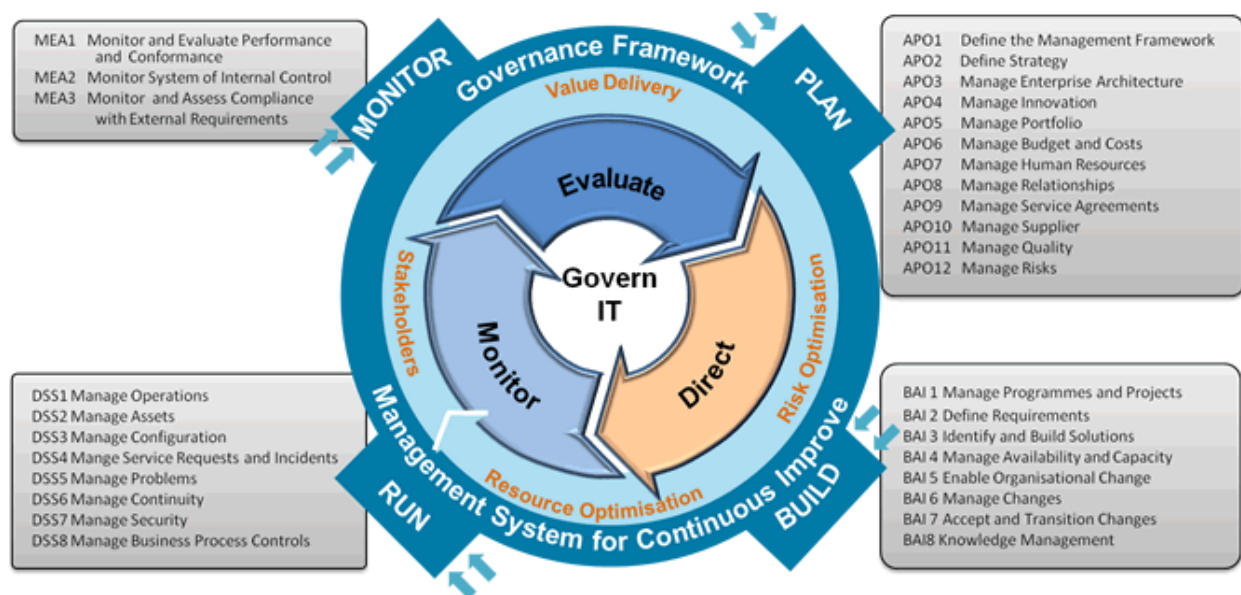 MEA1 Monitor and Evaluate Performance
and Conformance
MEA2 Monitor System of Internal Control
MEA3 Monitor and Assess Compliance
with External Requirements
MONITOR
Governance Framework
PLAN
Value Delivery
APO1 Define the Management Framework
APO2 Define Strategy
APO3 Manage Enterprise Architecture
APO4 Manage Innovation
APO5 Manage Portfolio
APO6 Manage Budget and Costs
APO7 Manage Human Resources
APO8 Manage Relationships
APO9 Manage Service Agreements
APO10 Manage Supplier
APO11 Manage Quality
APO12 Manage Risks
Evaluate
Stakeholders
Govern
IT
Risk Optimisation
Monitor
Direct
DSS1 Manage Operations
DSS2 Manage Assets
DSS3 Manage Configuration
DSS4 Mange Service Requests and Incidents
DSS5 Manage Problems
DSS6 Manage Continuity
DSS7 Manage Security
DSS8 Manage Business Process Controls
Resource Optimisation
RUN
Management System for Continuous Improve
BUILD
BAI 1 Manage Programmes and Projects
BAI 2 Define Requirements
BAI 3 Identify and Build Solutions
BAI 4 Manage Availability and Capacity
BAI 5 Enable Organisational Change
BAI 6 Manage Changes
BAI 7 Accept and Transition Changes
BAI8 Knowledge Management